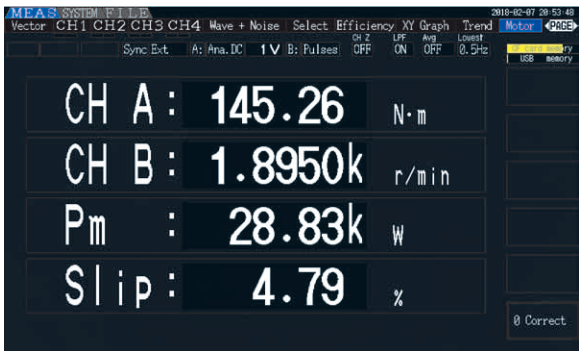 MEAS SYSTEM FILE 2018-02-07 20:53:48
Vector CH1 CH2 CH3 CH4 Wave + Noise Select Efficiency XY Graph Trend Motor PAGE
CH Z LPF Avg Lowest
Sync Ext A: Ana.DC 1 V B: Pulses OFF ON OFF 0.5Hz
CF card memory
USB memory
CH A: 145.26 N·m
CH B: 1.8950k r/min
Pm : 28.83k W
Slip: 4.79 %
0 Correct